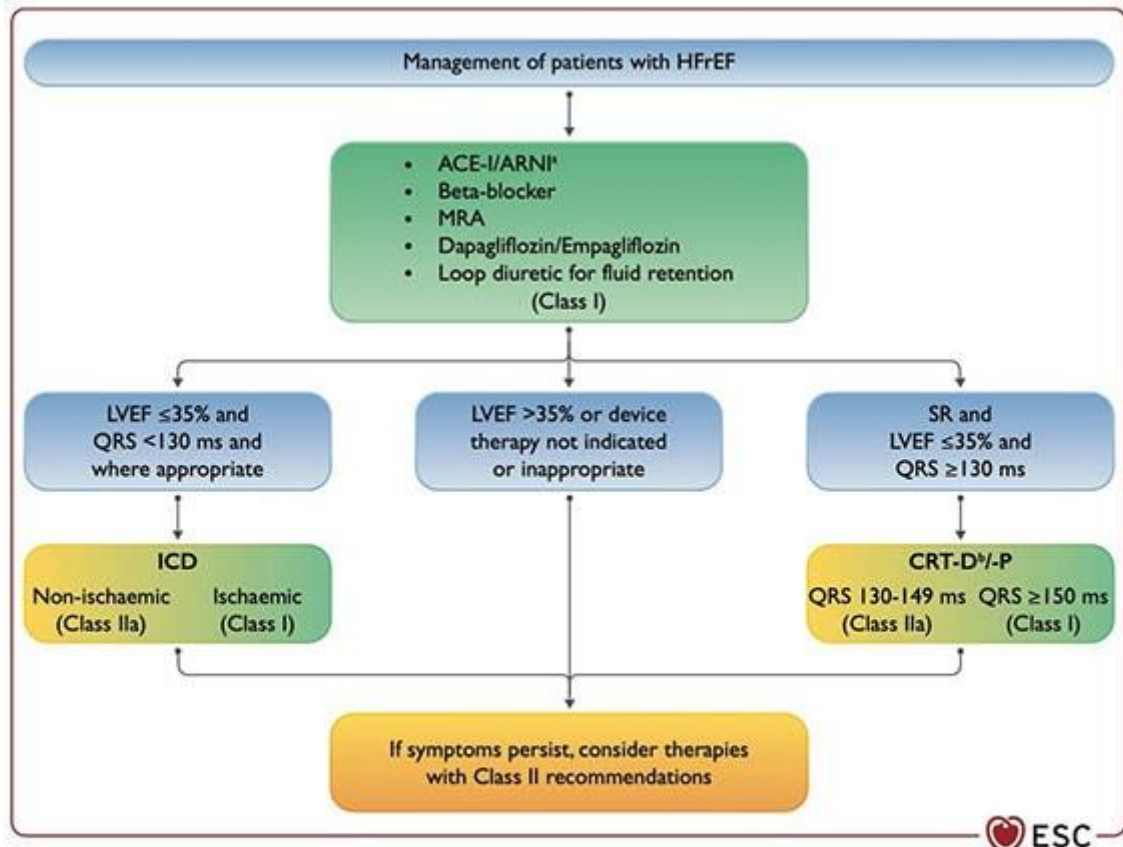 Management of patients with HFrEF
• ACE-I/ARNIᵃ
• Beta-blocker
• MRA
• Dapagliflozin/Empagliflozin
• Loop diuretic for fluid retention
(Class I)
LVEF ≤35% and
QRS <130 ms and
where appropriate
LVEF >35% or device
therapy not indicated
or inappropriate
SR and
LVEF ≤35% and
QRS ≥130 ms
ICD
Non-ischaemic
(Class IIa)
Ischaemic
(Class I)
CRT-Dᵇ/-P
QRS 130-149 ms
(Class IIa)
QRS ≥150 ms
(Class I)
If symptoms persist, consider therapies
with Class II recommendations
ESC